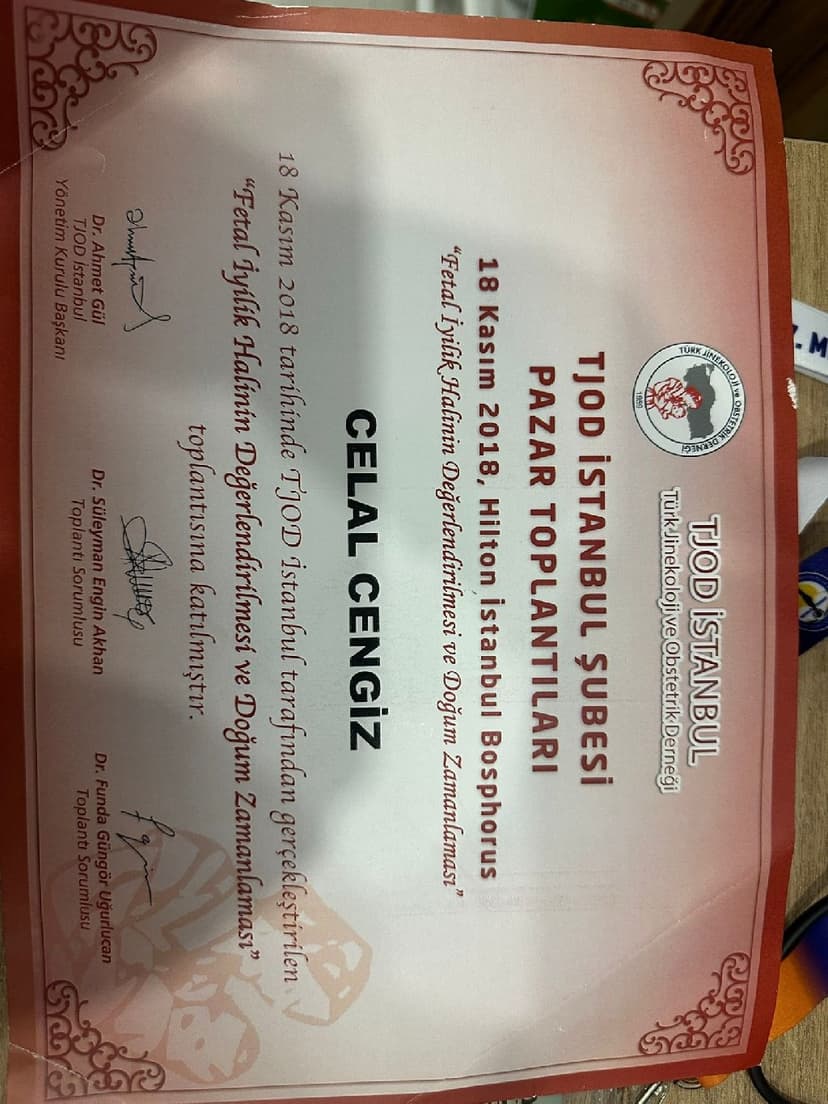 TÜRK JİNEKOLOJİ ve OBSTETRİK DERNEĞİ
TJOD İSTANBUL
Türk Jinekoloji ve Obstetrik Derneği
TJOD İSTANBUL ŞUBESİ
PAZAR TOPLANTILARI
18 Kasım 2018, Hilton İstanbul Bosphorus
“Fetal İyilik Halinin Değerlendirilmesi ve Doğum Zamanlaması”
CELAL CENGİZ
18 Kasım 2018 tarihinde TJOD İstanbul tarafından gerçekleştirilen
“Fetal İyilik Halinin Değerlendirilmesi ve Doğum Zamanlaması”
toplantısına katılmıştır.
Dr. Ahmet Gül
TJOD İstanbul
Yönetim Kurulu Başkanı
Dr. Süleyman Engin Akhan
Toplantı Sorumlusu
Dr. Funda Güngör Uğurlucan
Toplantı Sorumlusu